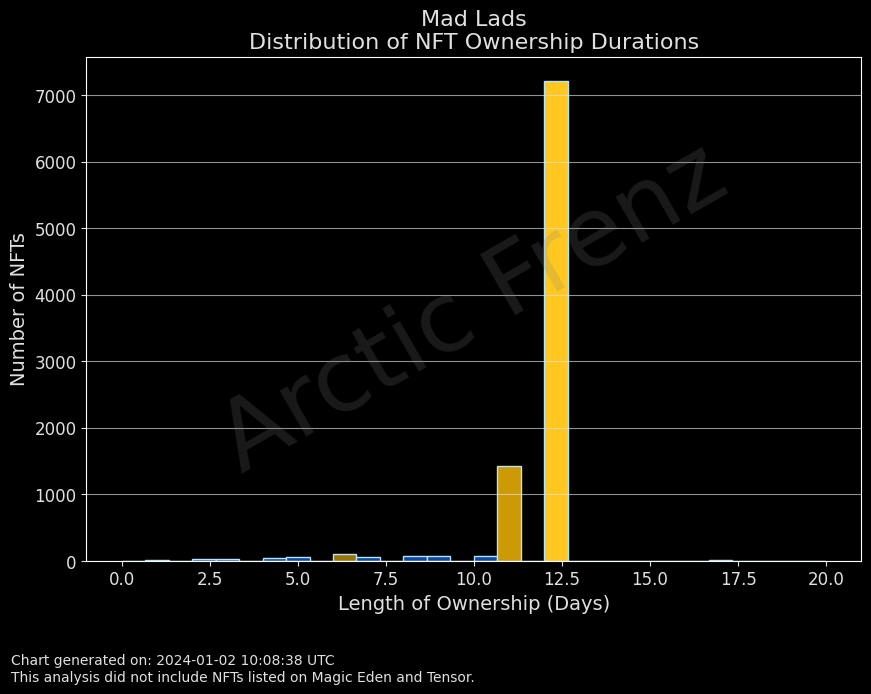 Mad Lads
Distribution of NFT Ownership Durations
7000
6000
5000
4000
3000
2000
1000
0
Number of NFTs
Arctic Frenz
0.0 2.5 5.0 7.5 10.0 12.5 15.0 17.5 20.0
Length of Ownership (Days)
Chart generated on: 2024-01-02 10:08:38 UTC
This analysis did not include NFTs listed on Magic Eden and Tensor.